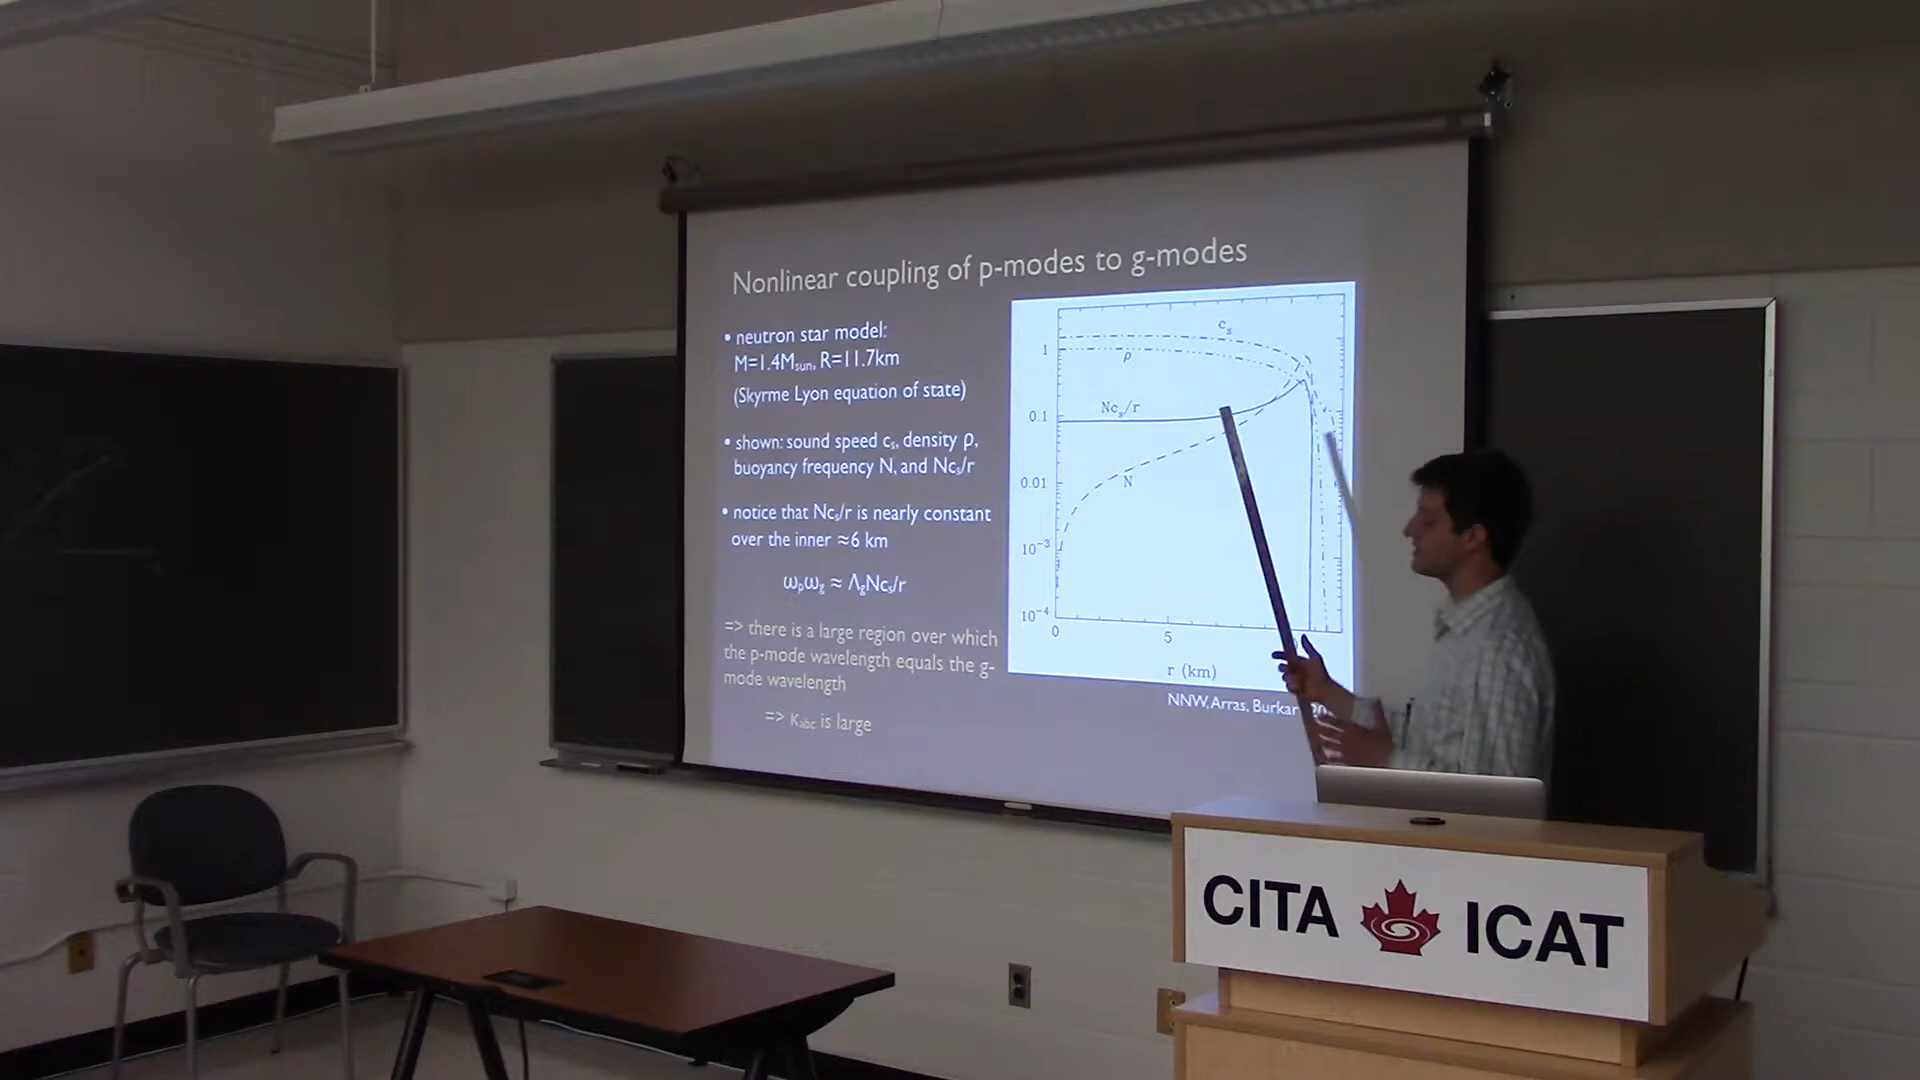 Nonlinear coupling of p-modes to g-modes
• neutron star model:
M=1.4Msun, R=11.7km
(Skyrme Lyon equation of state)
• shown: sound speed cs, density ρ,
buoyancy frequency N, and Ncs/r
• notice that Ncs/r is nearly constant
over the inner ≈6 km
ωpωg ≈ ΛgNcs/r
=> there is a large region over which
the p-mode wavelength equals the g-
mode wavelength
=> κabc is large
cs
1
ρ
Ncs/r
0.1
N
0.01
10-3
10-4
0
5
r (km)
NNW, Arras, Burkar
CITA ICAT